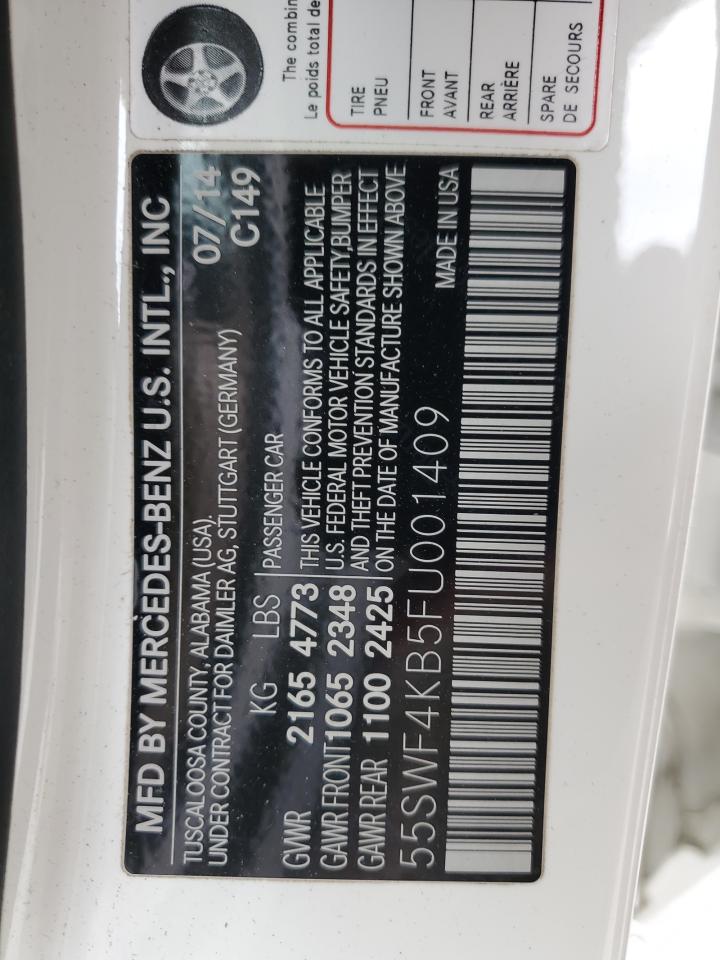 MFD BY MERCEDES-BENZ U.S. INTL., INC
TUSCALOOSA COUNTY, ALABAMA (USA), 07/14
UNDER CONTRACT FOR DAIMLER AG, STUTTGART (GERMANY) C149
KG LBS PASSENGER CAR
GVWR 2165 4773 THIS VEHICLE CONFORMS TO ALL APPLICABLE
GAWR FRONT 1065 2348 U.S. FEDERAL MOTOR VEHICLE SAFETY, BUMPER
GAWR REAR 1100 2425 AND THEFT PREVENTION STANDARDS IN EFFECT
ON THE DATE OF MANUFACTURE SHOWN ABOVE
55SWF4KB5FU001409 MADE IN USA
The combin
Le poids total de
TIRE
PNEU
FRONT
AVANT
REAR
ARRIÈRE
SPARE
DE SECOURS